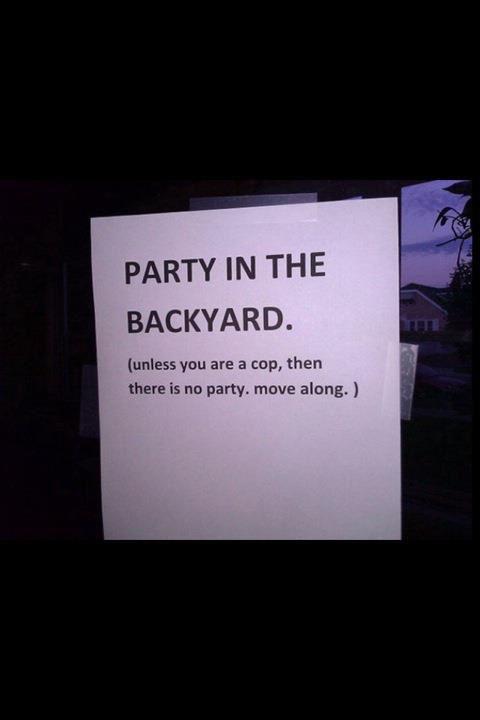 PARTY IN THE
BACKYARD.
(unless you are a cop, then
there is no party. move along. )